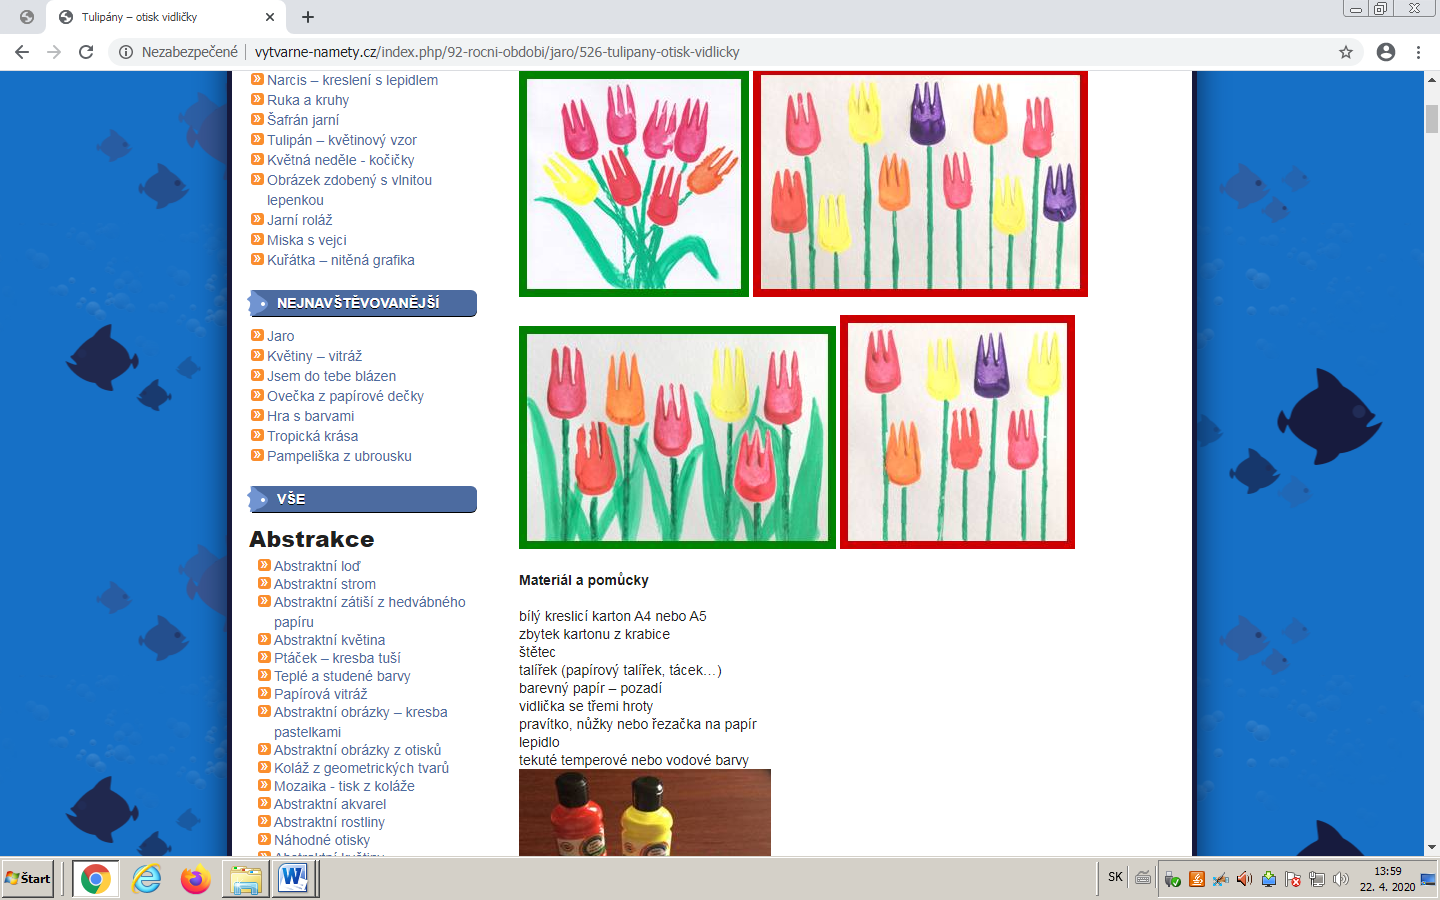 Tulipány – otisk vidličky
Nezabezpečené
vytvarne-namety.cz/index.php/92-rocni-obdobi/jaro/526-tulipany-otisk-vidlicky
Narcis – kreslení s lepidlem
Ruka a kruhy
Šafrán jarní
Tulipán – květinový vzor
Květná neděle - kočičky
Obrázek zdobený s vlnitou
lepenkou
Jarní roláž
Miska s vejci
Kuřátka – nitěná grafika
NEJNAVŠTĚVOVANĚJŠÍ
Jaro
Květiny – vitráž
Jsem do tebe blázen
Ovečka z papírové dečky
Hra s barvami
Tropická krása
Pampeliška z ubrousku
VŠE
Abstrakce
Abstraktní loď
Abstraktní strom
Abstraktní zátiší z hedvábného
papíru
Abstraktní květina
Ptáček – kresba tuší
Teplé a studené barvy
Papírová vitráž
Abstraktní obrázky – kresba
pastelkami
Abstraktní obrázky z otisků
Koláž z geometrických tvarů
Mozaika - tisk z koláže
Abstraktní akvarel
Abstraktní rostliny
Náhodné otisky
Abstraktní květiny
Materiál a pomůcky
bílý kreslicí karton A4 nebo A5
zbytek kartonu z krabice
štětec
talířek (papírový talířek, tácek…)
barevný papír – pozadí
vidlička se třemi hroty
pravítko, nůžky nebo řezačka na papír
lepidlo
tekuté temperové nebo vodové barvy
Štart
SK
13:59
22. 4. 2020